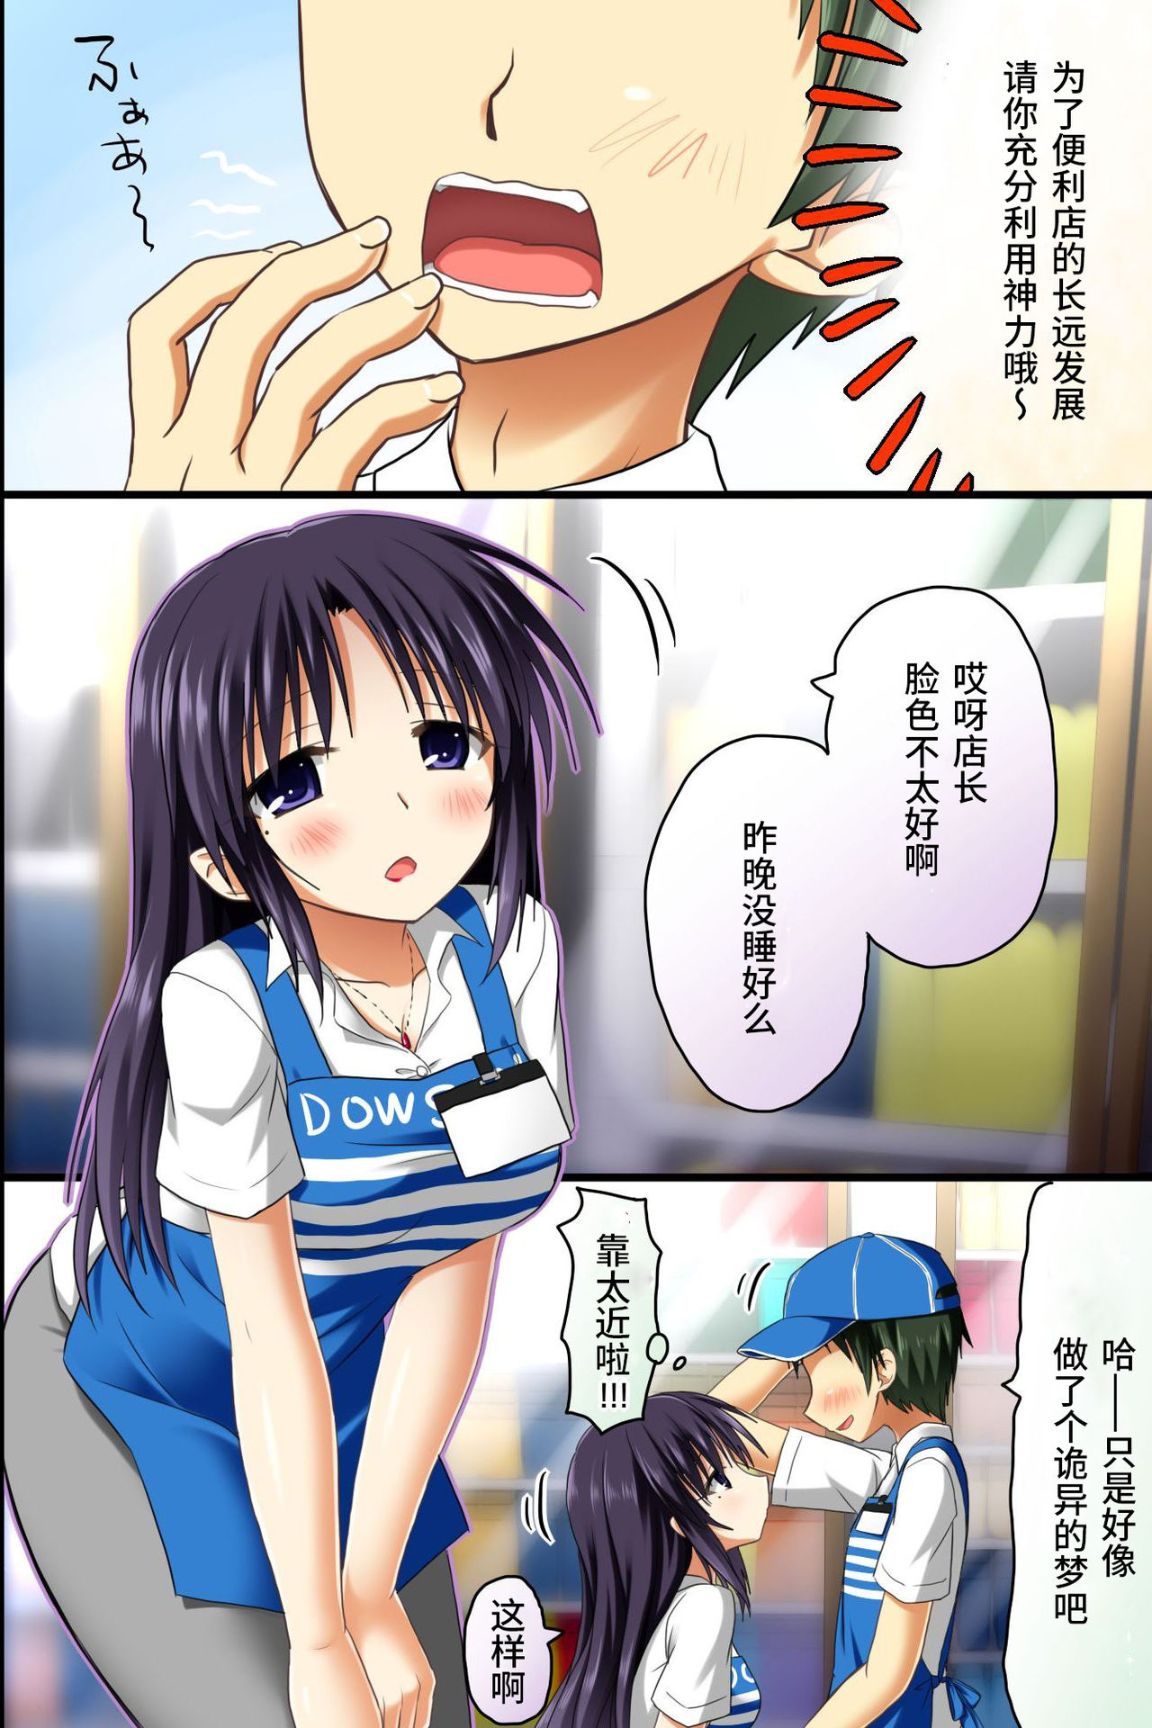 为了便利店的长远发展
请你充分利用神力哦～
ふぁあ～
哎呀店长
脸色不太好啊
昨晚没睡好么
DOWS
哈——只是好像
做了个诡异的梦吧
靠太近啦!!!
这样啊
DO